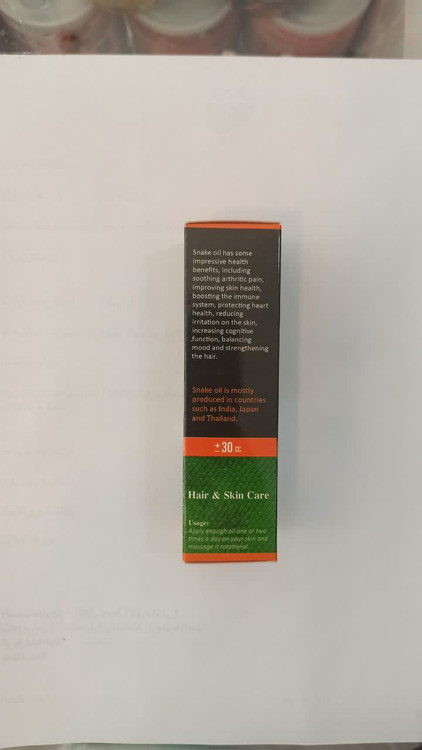 Snake oil has some
impressive health
benefits, including
soothing arthritic pain,
improving skin health,
boosting the immune
system, protecting heart
health, reducing
irritation on the skin,
increasing cognitive
function, balancing
mood and strengthening
the hair.
Snake oil is mostly
produced in countries
such as India, Japan
and Thailand.
±30 cc
Hair & Skin Care
Usage:
Apply enough oil one or two
times a day on your skin and
massage it rotational